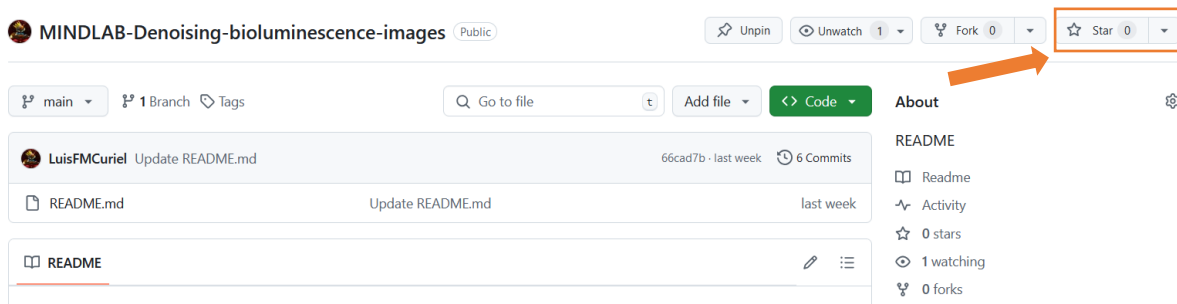 MINDLAB-Denoising-bioluminescence-images Public Unpin Unwatch 1 Fork 0 Star 0
main 1 Branch Tags Go to file t Add file Code About
README
LuisFMCuriel Update README.md 66cad7b · last week 6 Commits
Readme
README.md Update README.md last week
Activity
0 stars
README
1 watching
0 forks